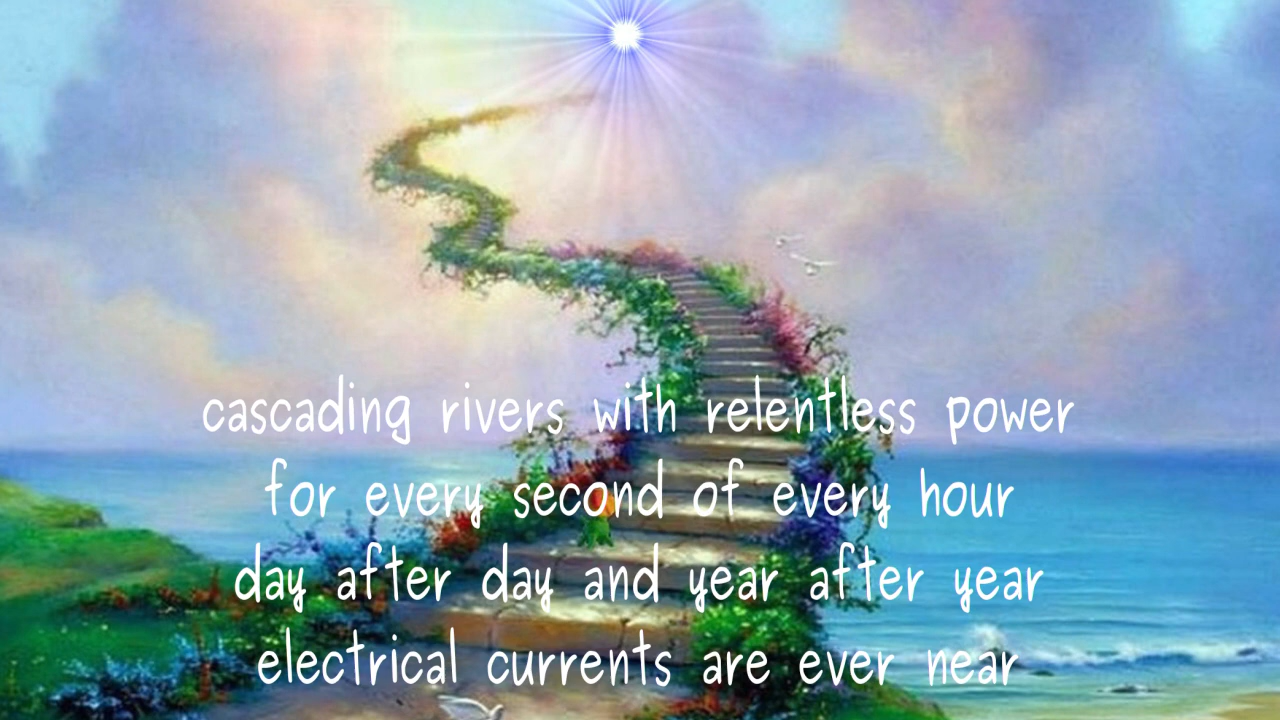 cascading rivers with relentless power
for every second of every hour
day after day and year after year
electrical currents are ever near